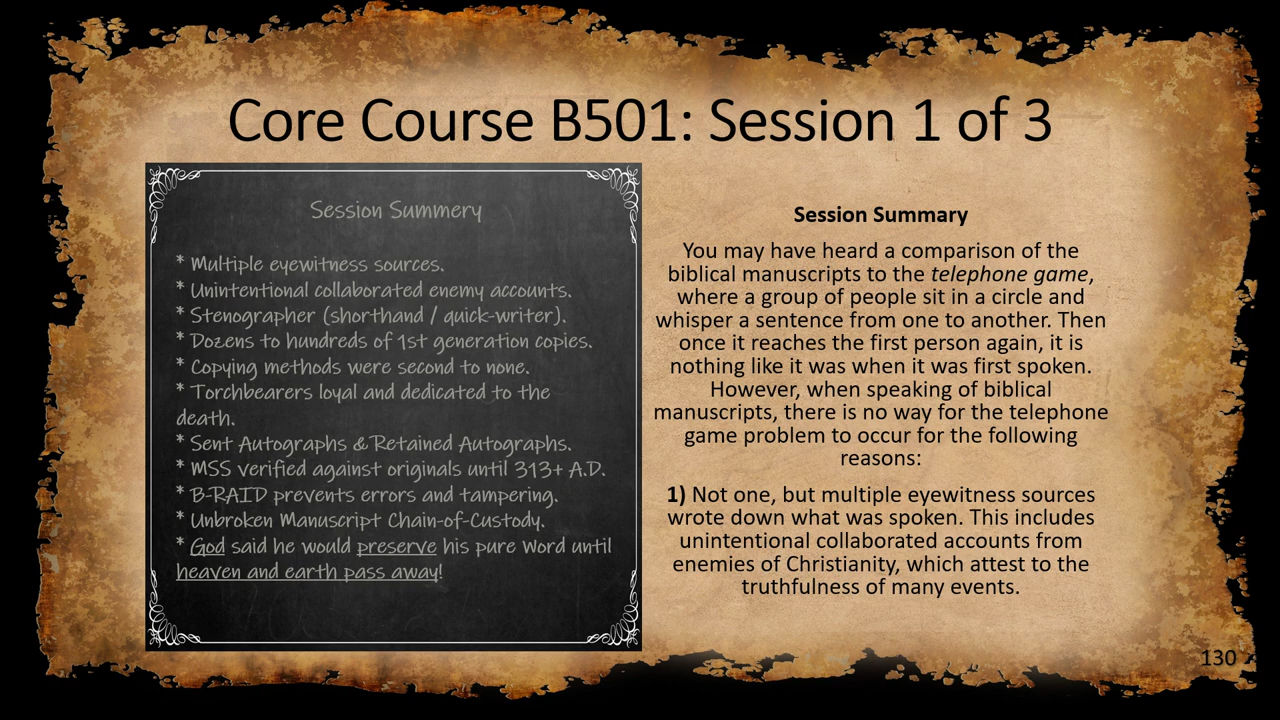 Core Course B501: Session 1 of 3
Session Summery
* Multiple eyewitness sources.
* Unintentional collaborated enemy accounts.
* Stenographer (shorthand / quick-writer).
* Dozens to hundreds of 1st generation copies.
* Copying methods were second to none.
* Torchbearers loyal and dedicated to the
death.
* Sent Autographs & Retained Autographs.
* MSS verified against originals until 313+ A.D.
* B-RAID prevents errors and tampering.
* Unbroken Manuscript Chain-of-Custody.
* God said he would preserve his pure Word until
heaven and earth pass away!
Session Summary
You may have heard a comparison of the
biblical manuscripts to the telephone game,
where a group of people sit in a circle and
whisper a sentence from one to another. Then
once it reaches the first person again, it is
nothing like it was when it was first spoken.
However, when speaking of biblical
manuscripts, there is no way for the telephone
game problem to occur for the following
reasons:
1) Not one, but multiple eyewitness sources
wrote down what was spoken. This includes
unintentional collaborated accounts from
enemies of Christianity, which attest to the
truthfulness of many events.
130